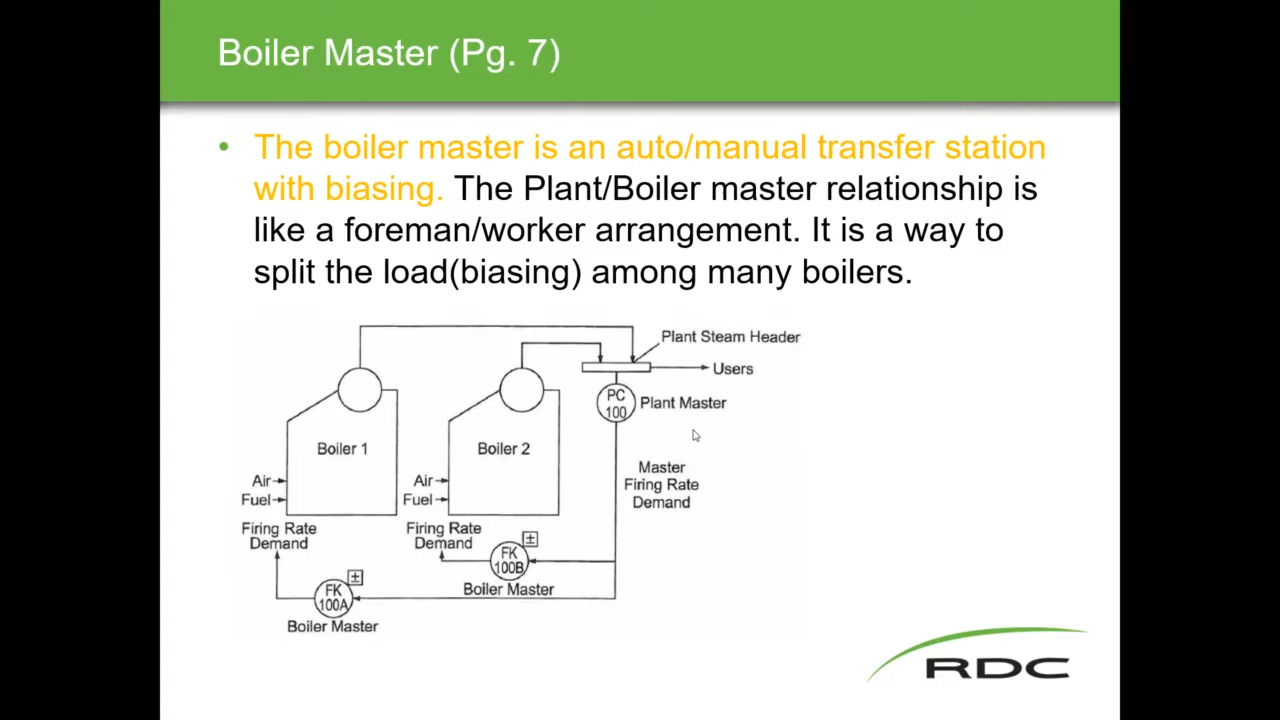 Boiler Master (Pg. 7)
• The boiler master is an auto/manual transfer station
with biasing. The Plant/Boiler master relationship is
like a foreman/worker arrangement. It is a way to
split the load(biasing) among many boilers.
Plant Steam Header
Users
PC
100
Plant Master
Boiler 1
Boiler 2
Master
Firing Rate
Demand
Air
Fuel
Air
Fuel
Firing Rate
Demand
Firing Rate
Demand
±
FK
100B
Boiler Master
±
FK
100A
Boiler Master
RDC